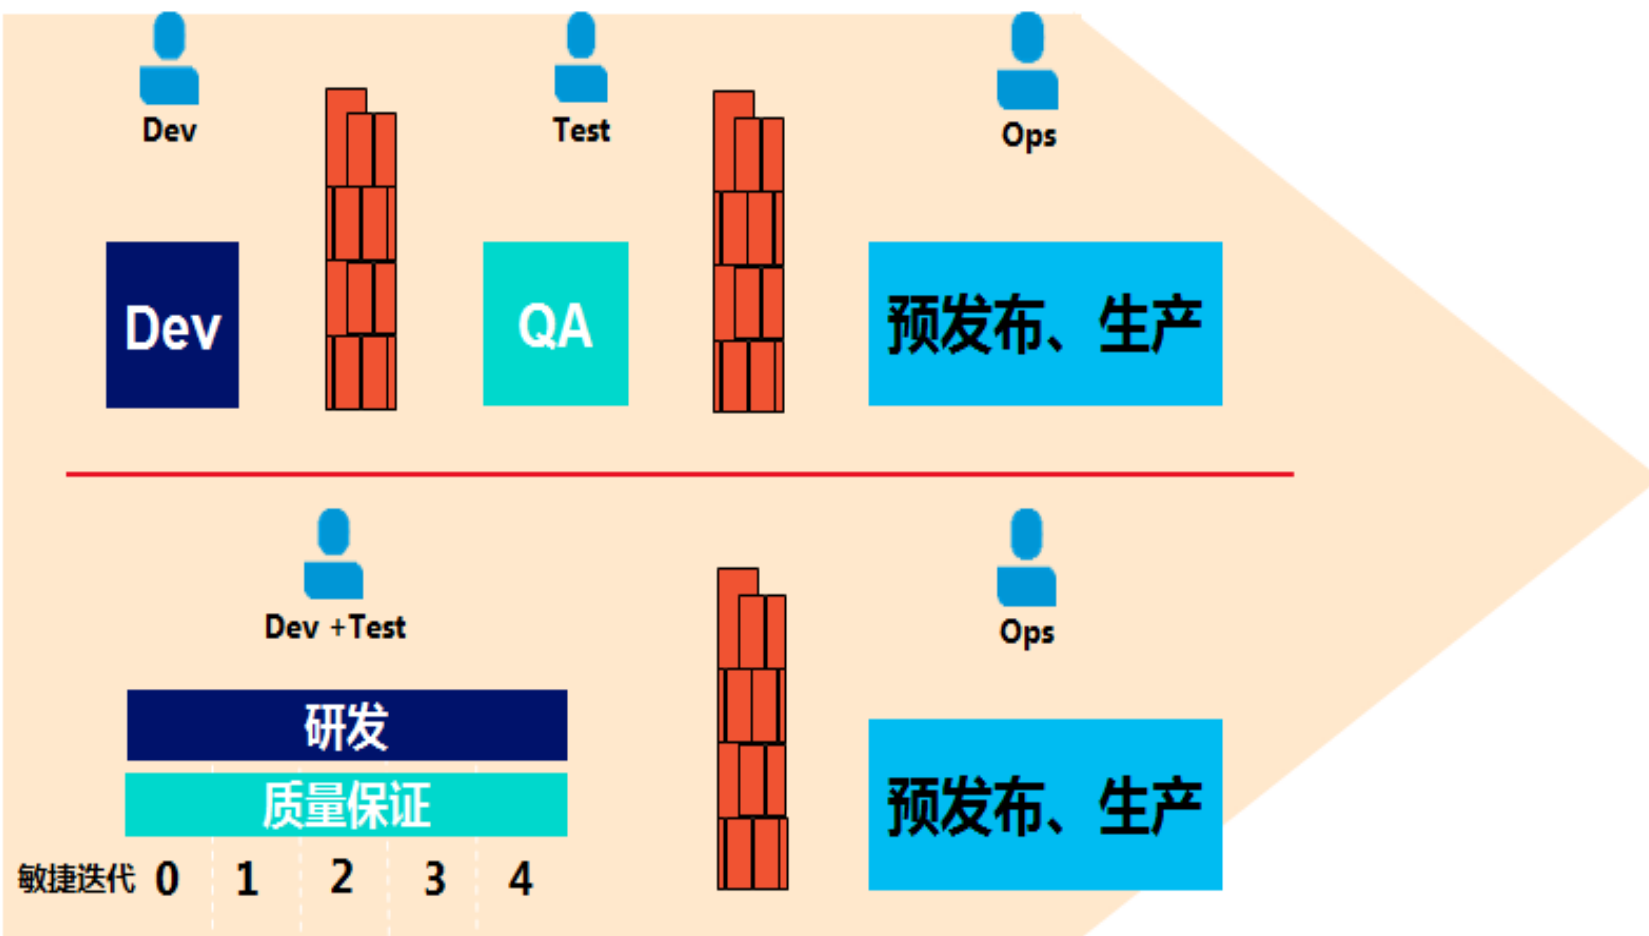 Dev
Test
Ops
Dev
QA
预发布、生产
Dev +Test
Ops
研发
质量保证
预发布、生产
敏捷迭代 0 1 2 3 4